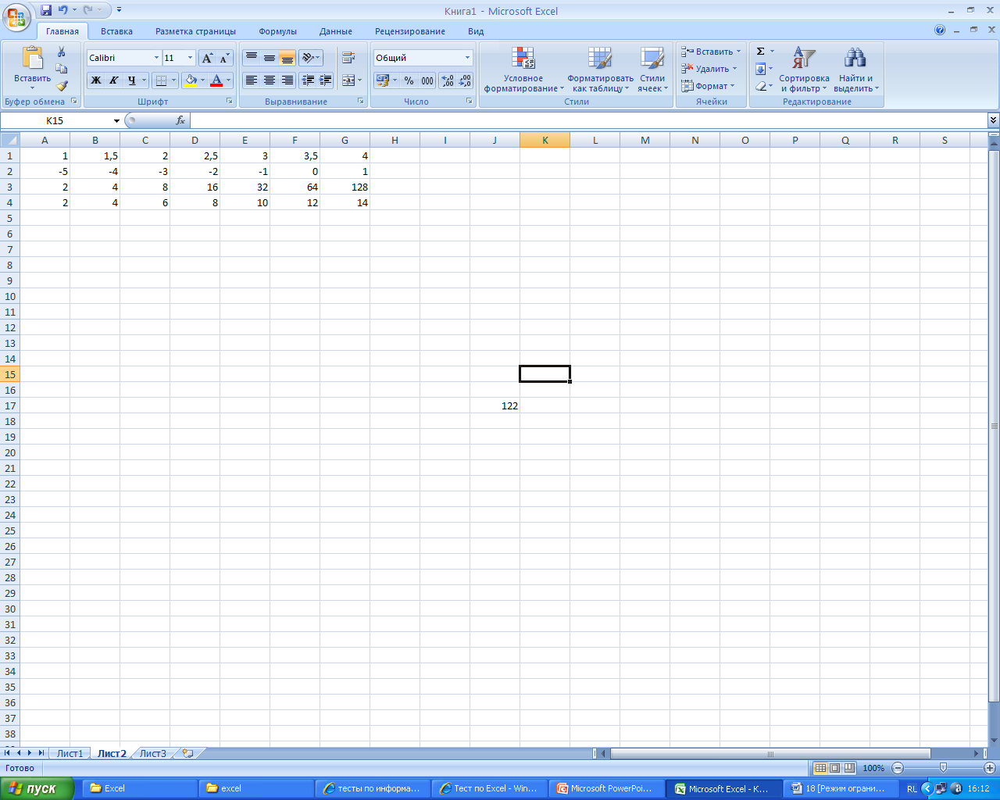 Книга1 - Microsoft Excel
Главная Вставка Разметка страницы Формулы Данные Рецензирование Вид
Вставить
Буфер обмена
Calibri 11
Ж К Ч
Шрифт
Выравнивание
Общий
% 000
Число
Условное форматирование
Форматировать как таблицу
Стили ячеек
Стили
Вставить
Удалить
Формат
Ячейки
Сортировка и фильтр
Найти и выделить
Редактирование
K15 fx
A B C D E F G H I J K L M N O P Q R S
1 1 1,5 2 2,5 3 3,5 4
2 -5 -4 -3 -2 -1 0 1
3 2 4 8 16 32 64 128
4 2 4 6 8 10 12 14
5
6
7
8
9
10
11
12
13
14
15
16
17 122
18
19
20
21
22
23
24
25
26
27
28
29
30
31
32
33
34
35
36
37
38
Лист1 Лист2 Лист3
Готово 100%
пуск Excel excel тесты по информа... Тест по Excel - Win... Microsoft PowerPoi... Microsoft Excel - К... 18 [Режим ограни... RL 16:12